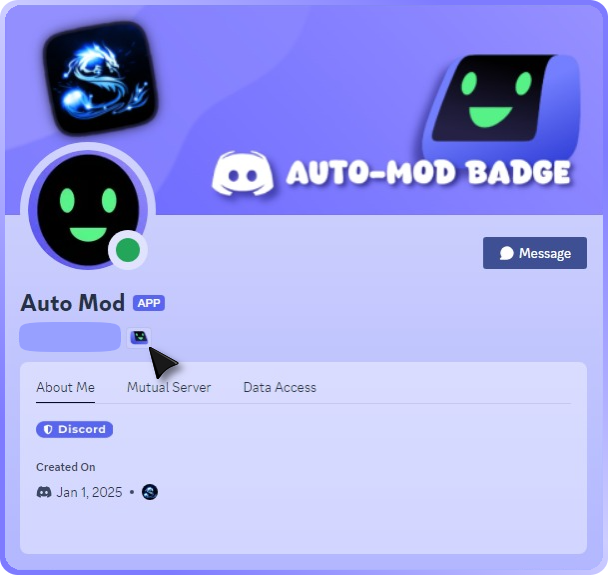 AUTO-MOD BADGE
Message
Auto Mod APP
About Me Mutual Server Data Access
Discord
Created On
Jan 1, 2025 •